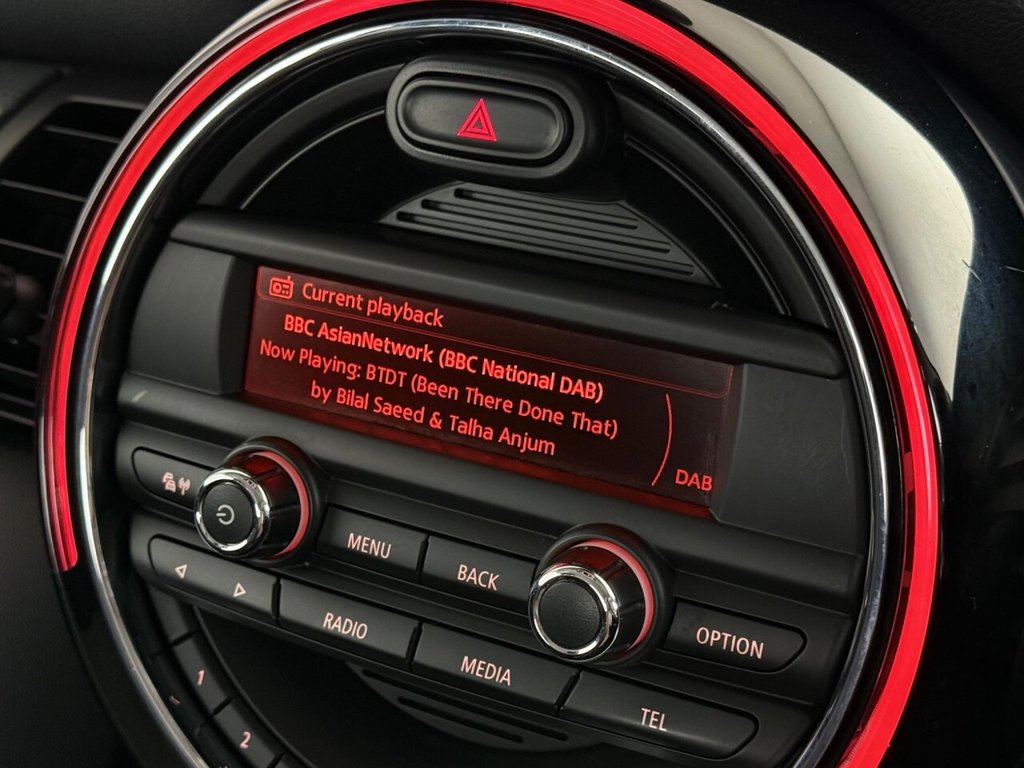 Current playback
BBC AsianNetwork (BBC National DAB)
Now Playing: BTDT (Been There Done That)
by Bilal Saeed & Talha Anjum
DAB
MENU
BACK
OPTION
RADIO
MEDIA
TEL
1
2